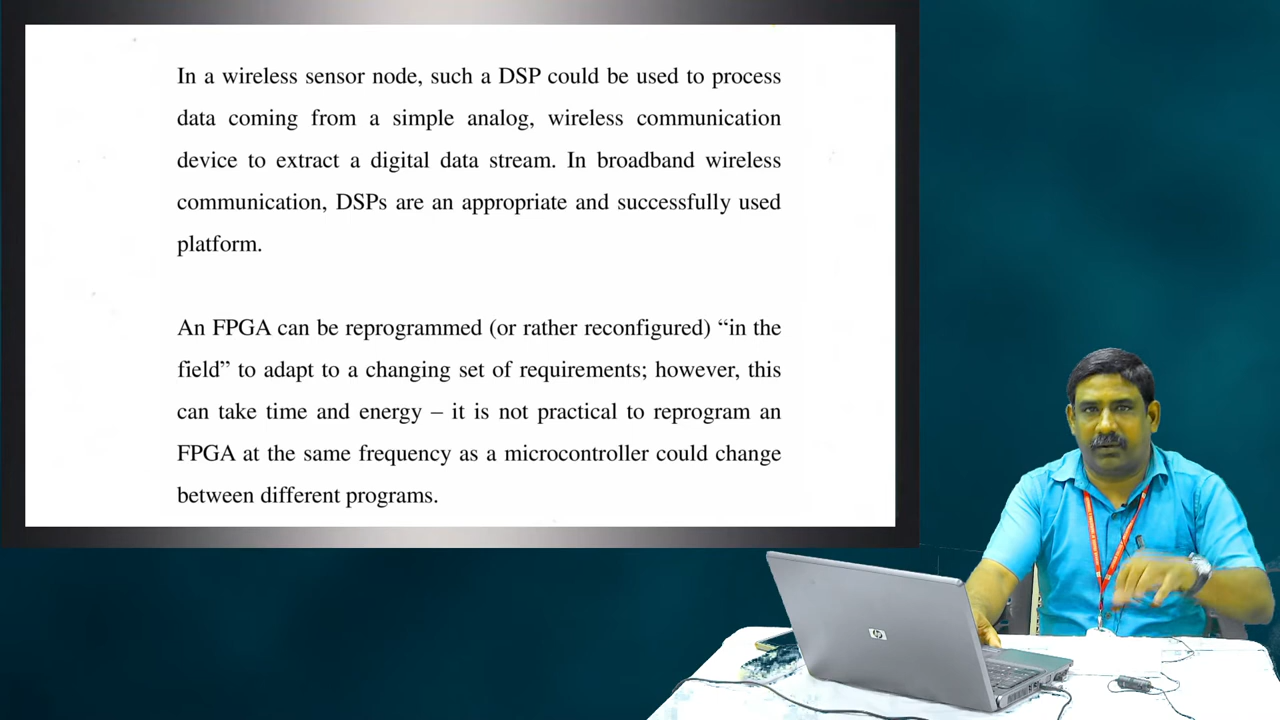 In a wireless sensor node, such a DSP could be used to process
data coming from a simple analog, wireless communication
device to extract a digital data stream. In broadband wireless
communication, DSPs are an appropriate and successfully used
platform.
An FPGA can be reprogrammed (or rather reconfigured) “in the
field” to adapt to a changing set of requirements; however, this
can take time and energy – it is not practical to reprogram an
FPGA at the same frequency as a microcontroller could change
between different programs.
hp